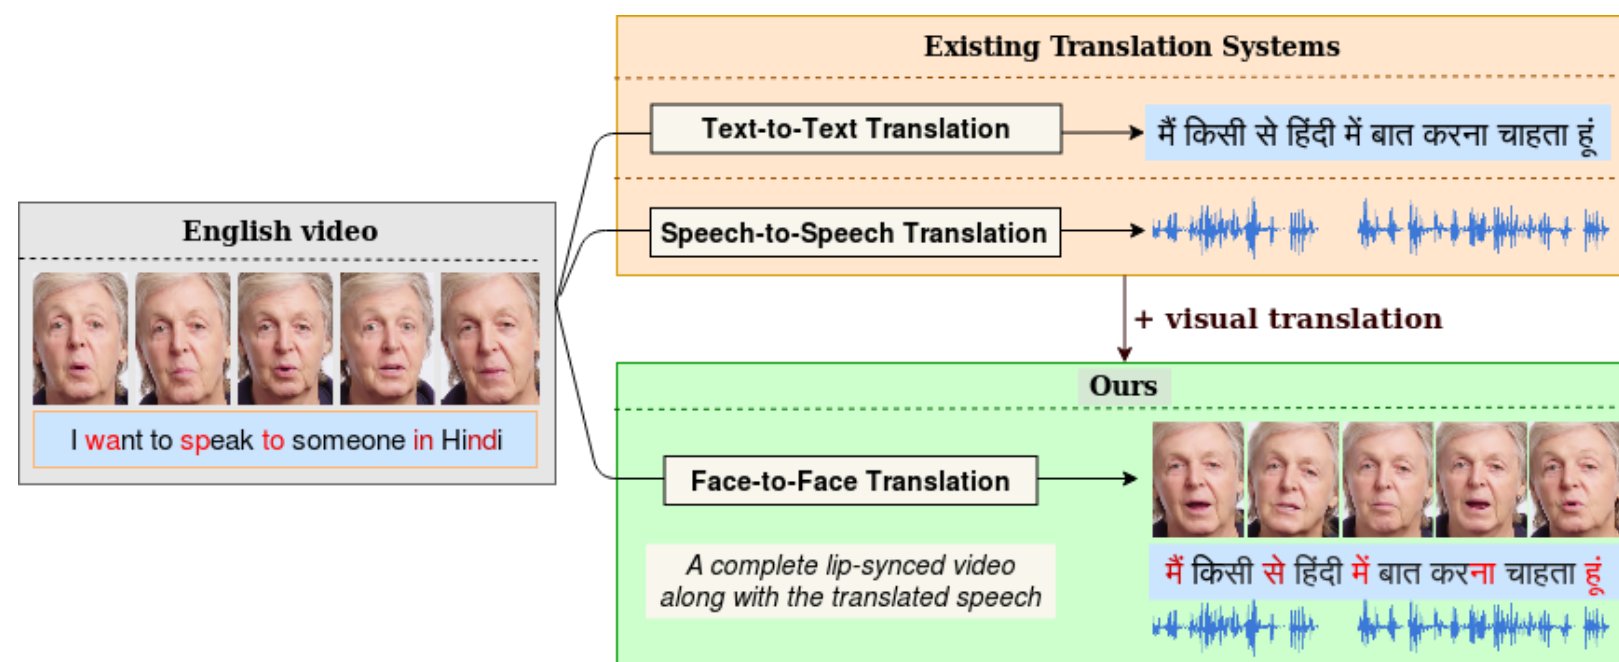 Existing Translation Systems
Text-to-Text Translation
मैं किसी से हिंदी में बात करना चाहता हूं
Speech-to-Speech Translation
English video
I want to speak to someone in Hindi
+ visual translation
Ours
Face-to-Face Translation
A complete lip-synced video
along with the translated speech
मैं किसी से हिंदी में बात करना चाहता हूं